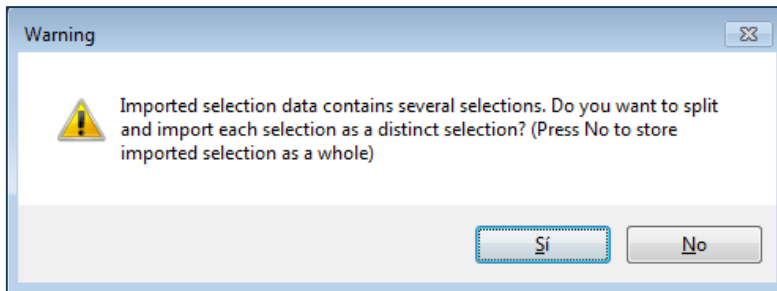 Warning
Imported selection data contains several selections. Do you want to split
and import each selection as a distinct selection? (Press No to store
imported selection as a whole)
Sí
No